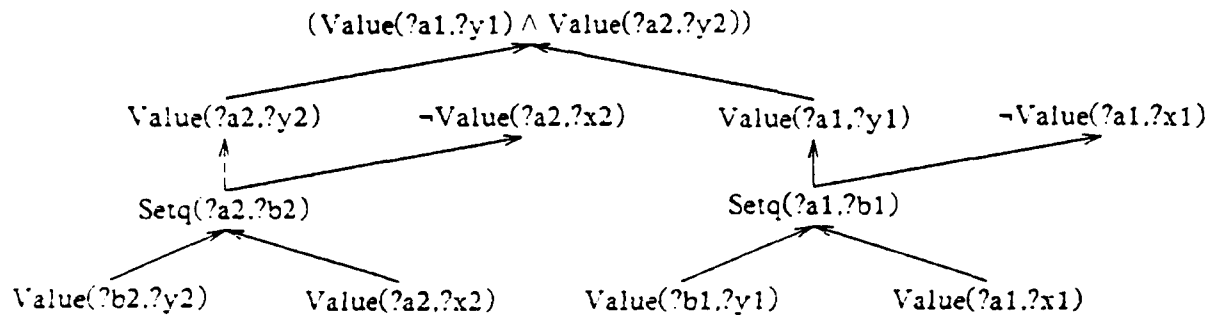 (Value(?a1,?y1) ∧ Value(?a2,?y2))
Value(?a2,?y2) ¬Value(?a2,?x2) Value(?a1,?y1) ¬Value(?a1,?x1)
Setq(?a2,?b2) Setq(?a1,?b1)
Value(?b2,?y2) Value(?a2,?x2) Value(?b1,?y1) Value(?a1,?x1)